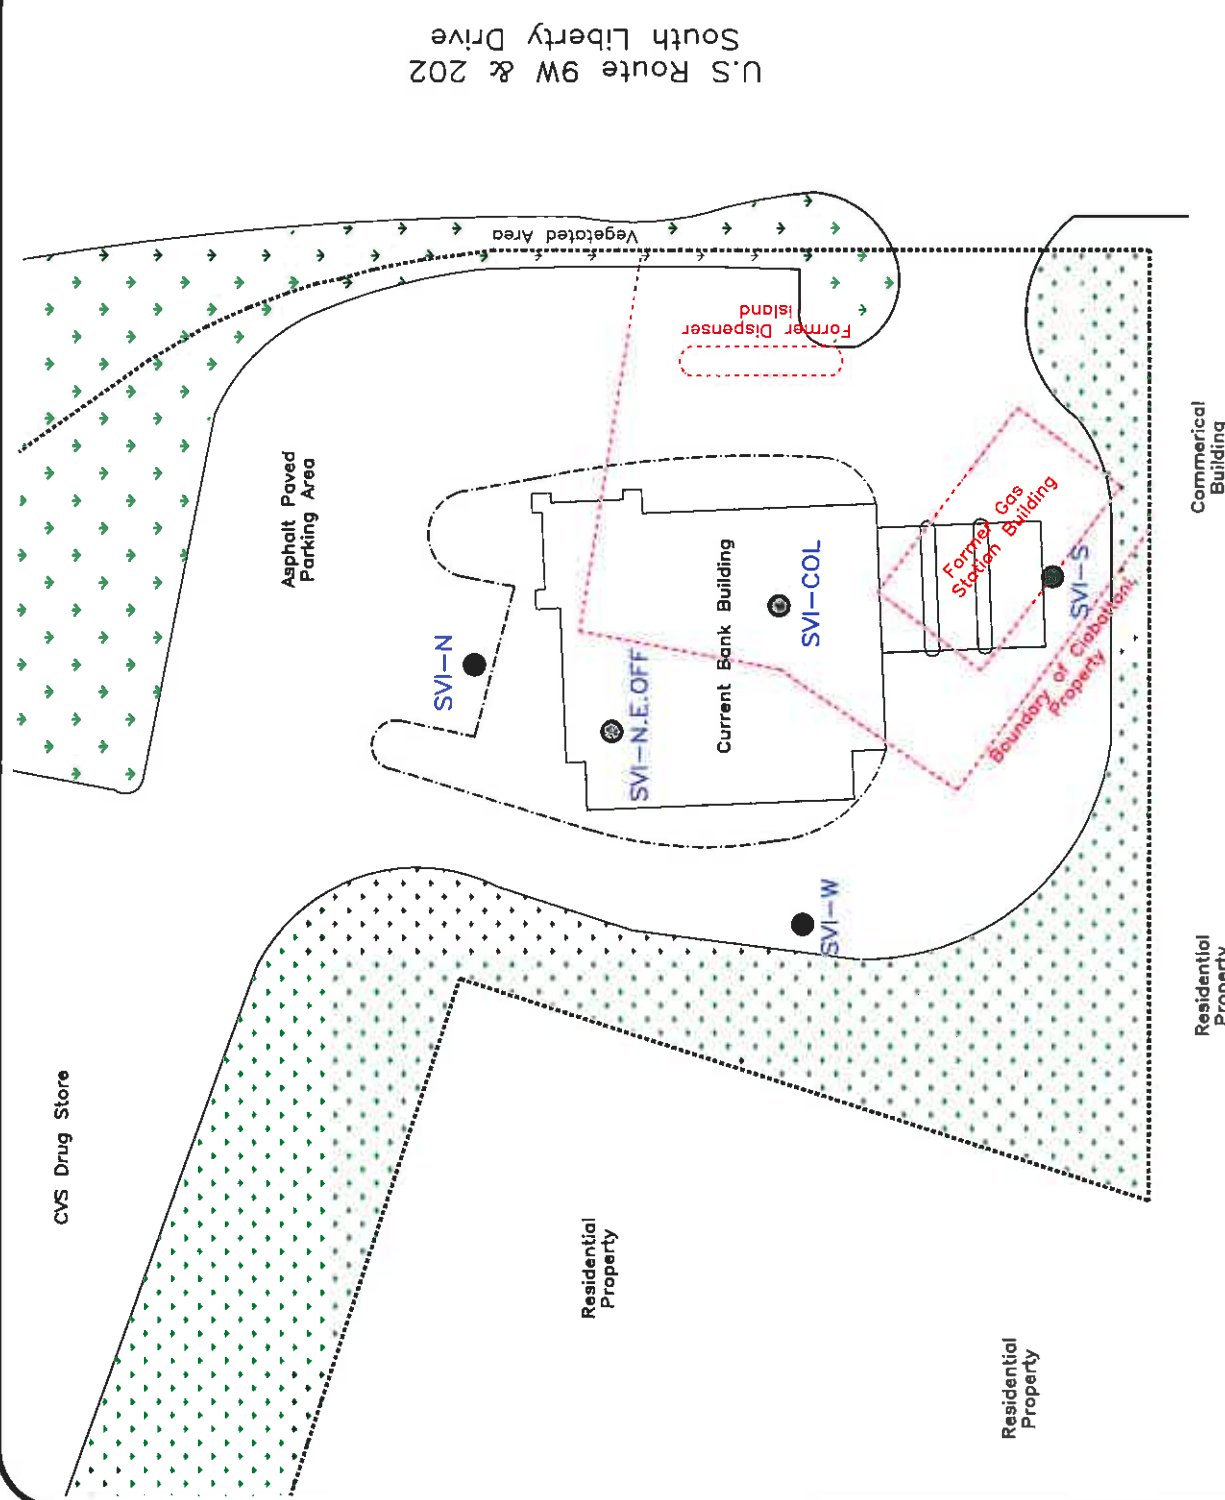 U.S Route 9W & 202
South Liberty Drive
Vegetated Area
Former Dispenser
island
Asphalt Paved
Parking Area
Commerical
Building
Former Gas
Station Building
SVI-S
SVI-COL
SVI-N
Current Bank Building
SVI-N.E.OFF
Boundary of Ciabattoni
Property
SVI-W
Residential
Property
CVS Drug Store
Residential
Property
Residential
Property